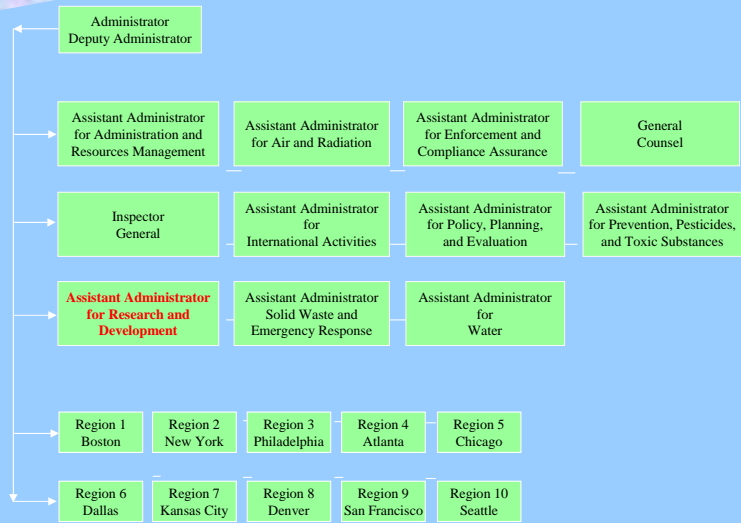 Administrator
Deputy Administrator
Assistant Administrator
for Administration and
Resources Management
Assistant Administrator
for Air and Radiation
Assistant Administrator
for Enforcement and
Compliance Assurance
General
Counsel
Inspector
General
Assistant Administrator
for
International Activities
Assistant Administrator
for Policy, Planning,
and Evaluation
Assistant Administrator
for Prevention, Pesticides,
and Toxic Substances
Assistant Administrator
for Research and
Development
Assistant Administrator
Solid Waste and
Emergency Response
Assistant Administrator
for
Water
Region 1
Boston
Region 2
New York
Region 3
Philadelphia
Region 4
Atlanta
Region 5
Chicago
Region 6
Dallas
Region 7
Kansas City
Region 8
Denver
Region 9
San Francisco
Region 10
Seattle